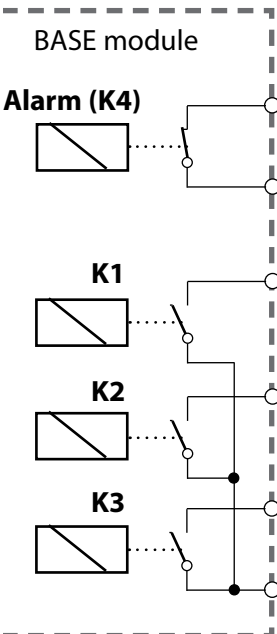 BASE module
Alarm (K4)
K1
K2
K3